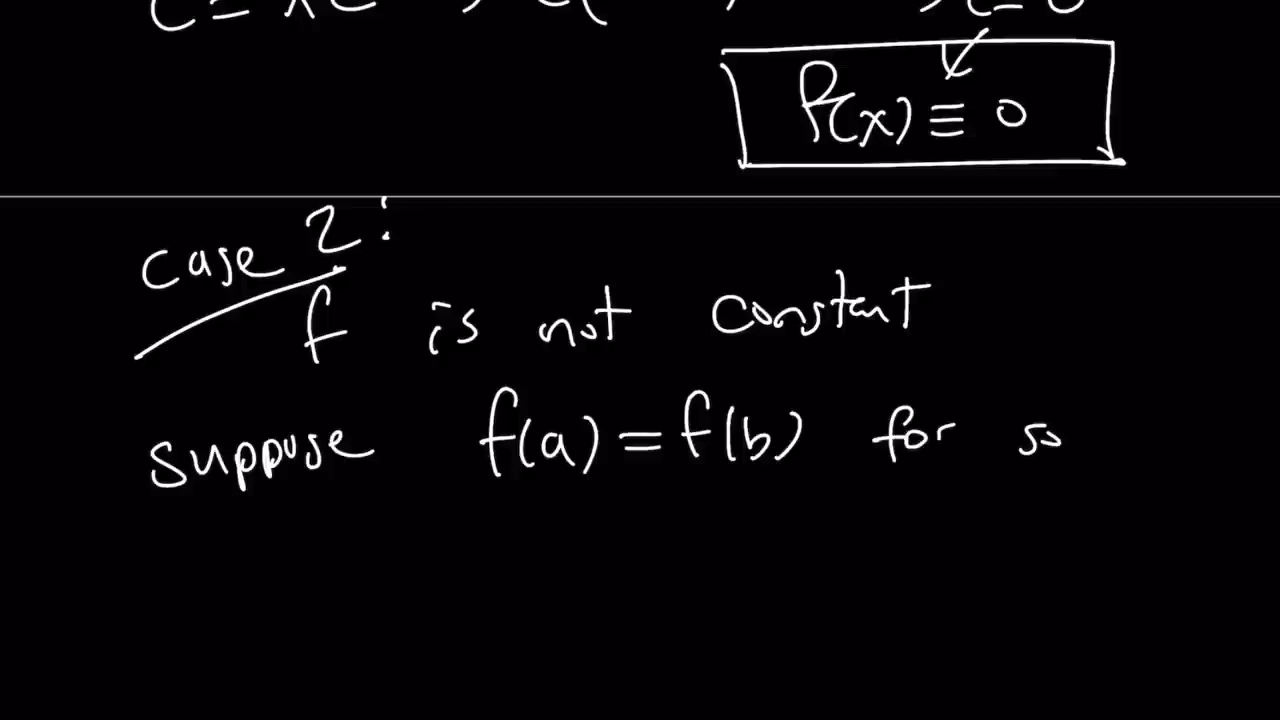 f(x) ≡ 0
case 2:
f is not constant
suppose f(a) = f(b) for so